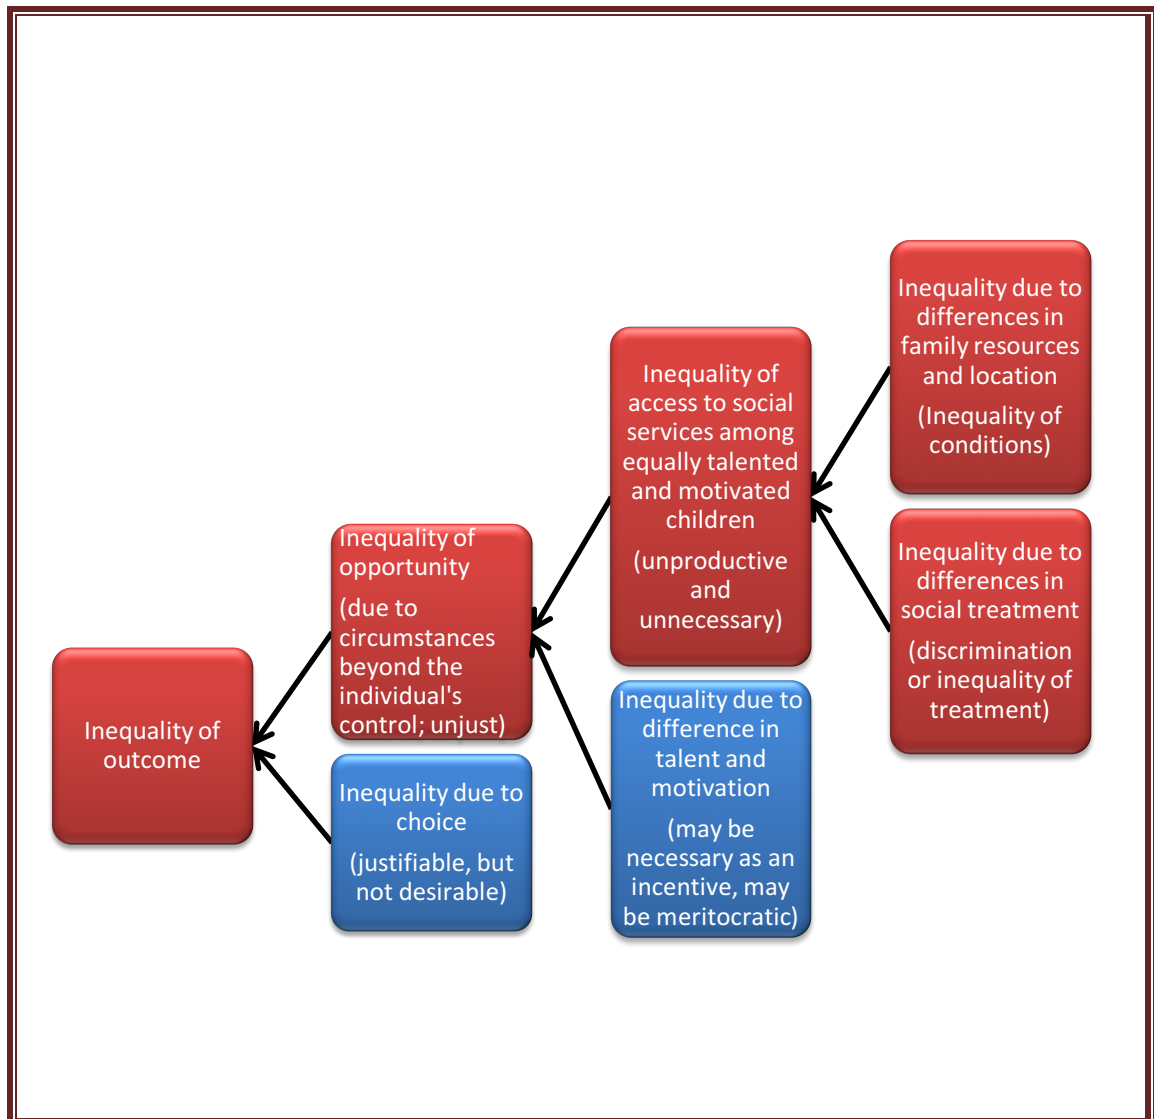 Inequality of
outcome
Inequality of
opportunity
(due to
circumstances
beyond the
individual's
control; unjust)
Inequality due to
choice
(justifiable, but
not desirable)
Inequality of
access to social
services among
equally talented
and motivated
children
(unproductive
and
unnecessary)
Inequality due to
difference in
talent and
motivation
(may be
necessary as an
incentive, may
be meritocratic)
Inequality due to
differences in
family resources
and location
(Inequality of
conditions)
Inequality due to
differences in
social treatment
(discrimination
or inequality of
treatment)